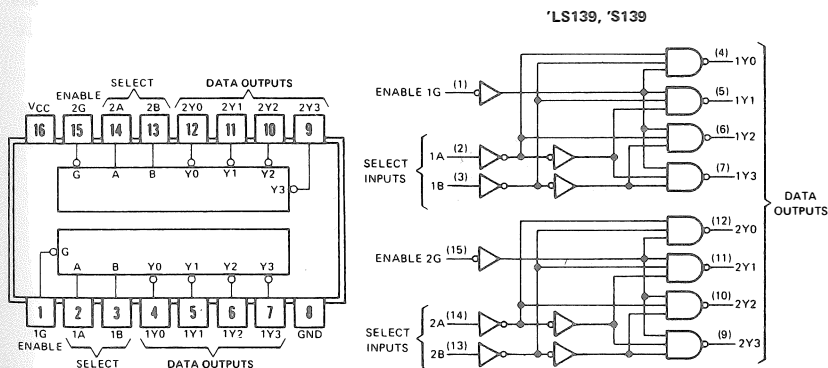 'LS139, 'S139
ENABLE SELECT DATA OUTPUTS
VCC 2G 2A 2B 2Y0 2Y1 2Y2 2Y3
16 15 14 13 12 11 10 9
G A B Y0 Y1 Y2
Y3
G
A B Y0 Y1 Y2 Y3
1 2 3 4 5 6 7 8
1G 1A 1B 1Y0 1Y1 1Y2 1Y3 GND
ENABLE SELECT DATA OUTPUTS
(4) 1Y0
ENABLE 1G (1)
(5) 1Y1
(6) 1Y2
SELECT INPUTS
1A (2)
1B (3)
(7) 1Y3
DATA OUTPUTS
(12) 2Y0
ENABLE 2G (15)
(11) 2Y1
(10) 2Y2
SELECT INPUTS
2A (14)
2B (13)
(9) 2Y3